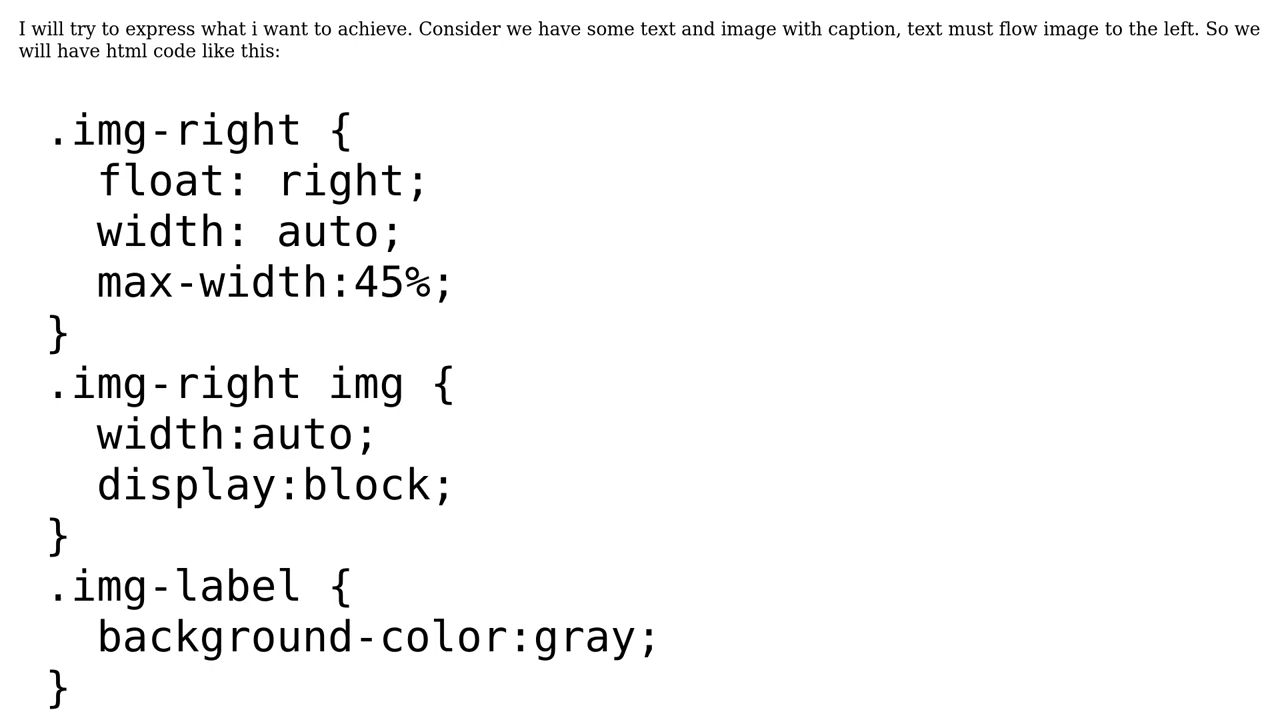 I will try to express what i want to achieve. Consider we have some text and image with caption, text must flow image to the left. So we
will have html code like this:
.img-right {
  float: right;
  width: auto;
  max-width:45%;
}
.img-right img {
  width:auto;
  display:block;
}
.img-label {
  background-color:gray;
}